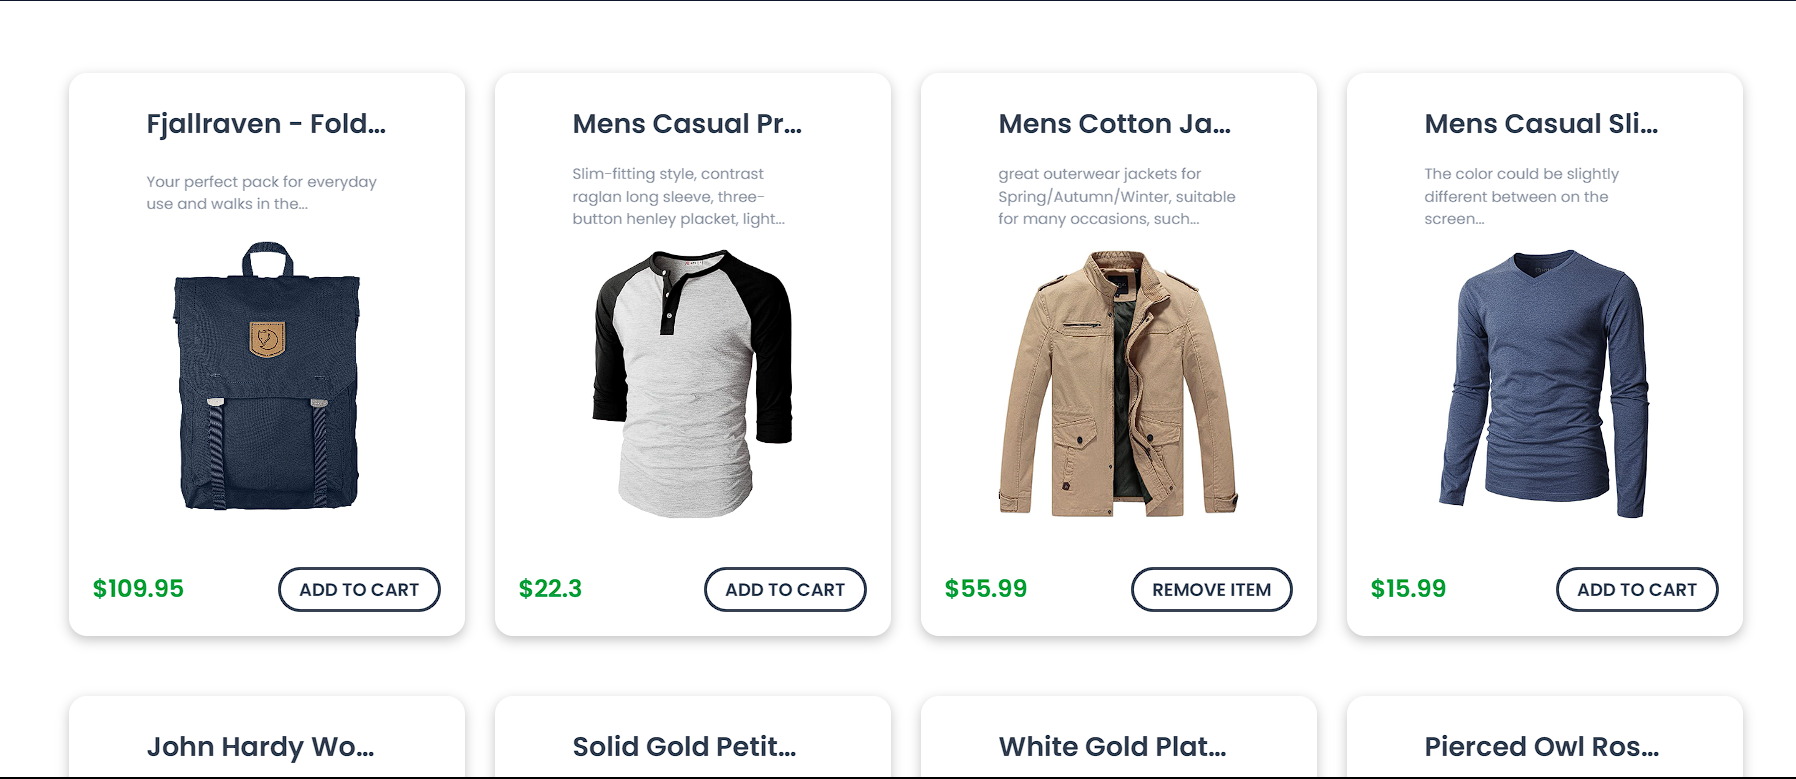 Fjallraven - Fold...
Your perfect pack for everyday
use and walks in the...
$109.95
ADD TO CART
Mens Casual Pr...
Slim-fitting style, contrast
raglan long sleeve, three-
button henley placket, light...
$22.3
ADD TO CART
Mens Cotton Ja...
great outerwear jackets for
Spring/Autumn/Winter, suitable
for many occasions, such...
$55.99
REMOVE ITEM
Mens Casual Sli...
The color could be slightly
different between on the
screen...
$15.99
ADD TO CART
John Hardy Wo...
Solid Gold Petit...
White Gold Plat...
Pierced Owl Ros...